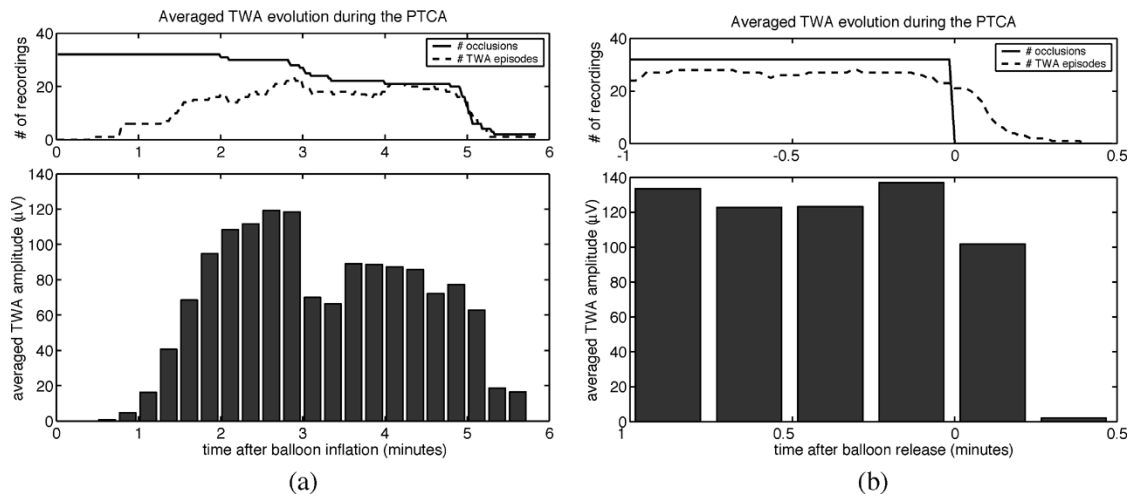 Averaged TWA evolution during the PTCA
# of recordings
40
20
0
# occlusions
# TWA episodes
0 1 2 3 4 5 6
averaged TWA amplitude (µV)
140
120
100
80
60
40
20
0
0 1 2 3 4 5 6
time after balloon inflation (minutes)
(a)
Averaged TWA evolution during the PTCA
# of recordings
40
20
0
# occlusions
# TWA episodes
-1 -0.5 0 0.5
averaged TWA amplitude (µV)
140
120
100
80
60
40
20
0
1 0.5 0 0.5
time after balloon release (minutes)
(b)